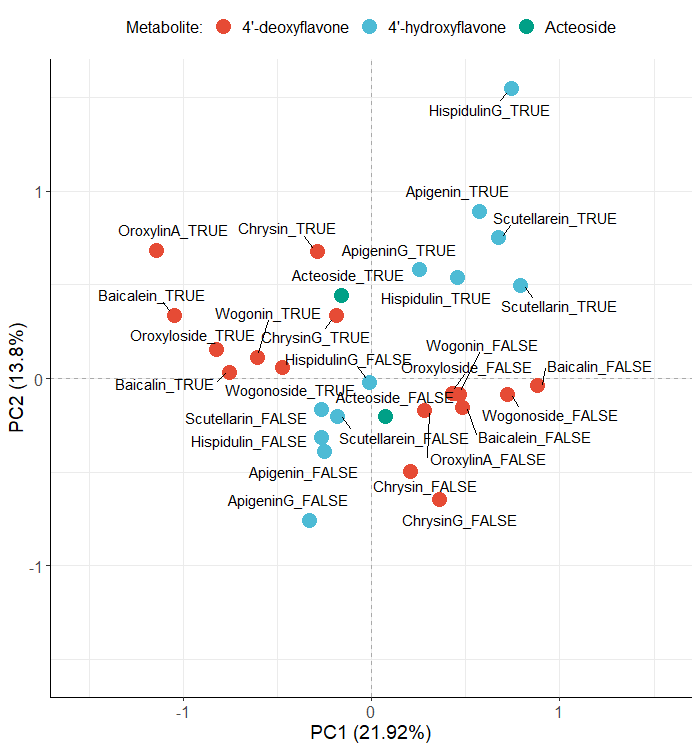 Metabolite: 4'-deoxyflavone 4'-hydroxyflavone Acteoside
HispidulinG_TRUE
Apigenin_TRUE
1
Scutellarein_TRUE
OroxylinA_TRUE
Chrysin_TRUE
ApigeninG_TRUE
Acteoside_TRUE
Baicalein_TRUE
Hispidulin_TRUE
Scutellarin_TRUE
Wogonin_TRUE
Oroxyloside_TRUE
ChrysinG_TRUE
Wogonin_FALSE
HispidulinG_FALSE
Oroxyloside_FALSE
Baicalin_FALSE
0
Baicalin_TRUE
Wogonoside_TRUE
Acteoside_FALSE
Scutellarin_FALSE
Wogonoside_FALSE
Hispidulin_FALSE
Scutellarein_FALSE
Baicalein_FALSE
OroxylinA_FALSE
Apigenin_FALSE
Chrysin_FALSE
ApigeninG_FALSE
ChrysinG_FALSE
-1
PC2 (13.8%)
-1 0 1
PC1 (21.92%)